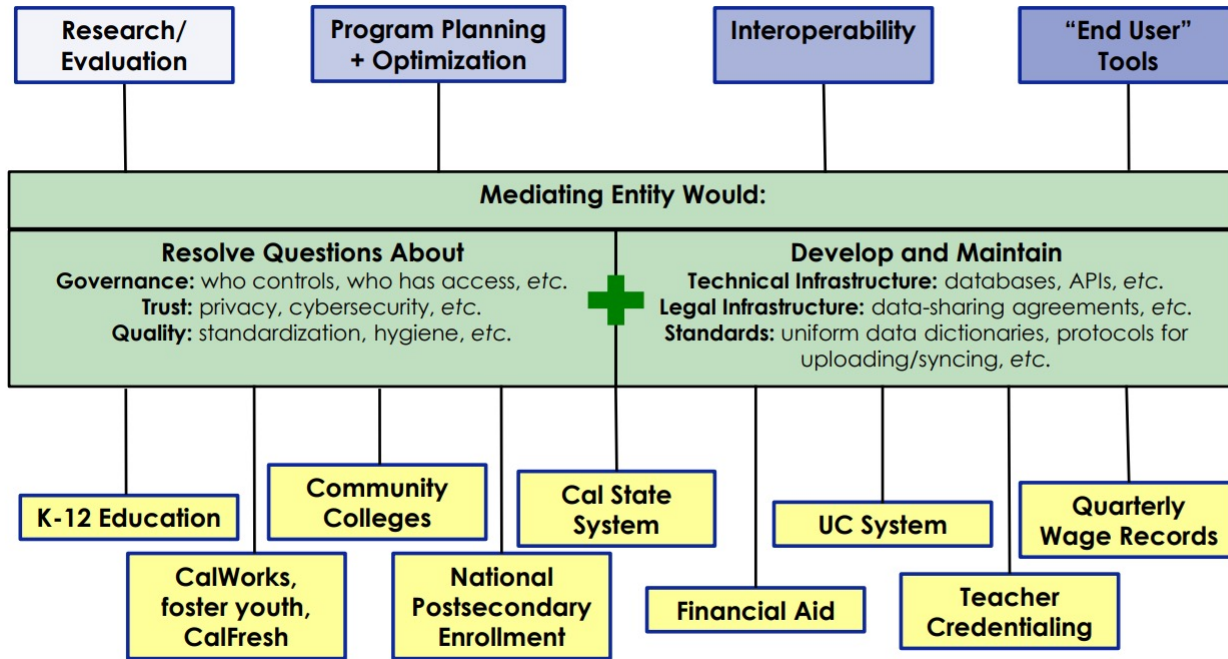 Research/
Evaluation
Program Planning
+ Optimization
Interoperability
“End User”
Tools
Mediating Entity Would:
Resolve Questions About
Governance: who controls, who has access, etc.
Trust: privacy, cybersecurity, etc.
Quality: standardization, hygiene, etc.
Develop and Maintain
Technical Infrastructure: databases, APIs, etc.
Legal Infrastructure: data-sharing agreements, etc.
Standards: uniform data dictionaries, protocols for
uploading/syncing, etc.
K-12 Education
CalWorks,
foster youth,
CalFresh
Community
Colleges
National
Postsecondary
Enrollment
Cal State
System
Financial Aid
UC System
Teacher
Credentialing
Quarterly
Wage Records